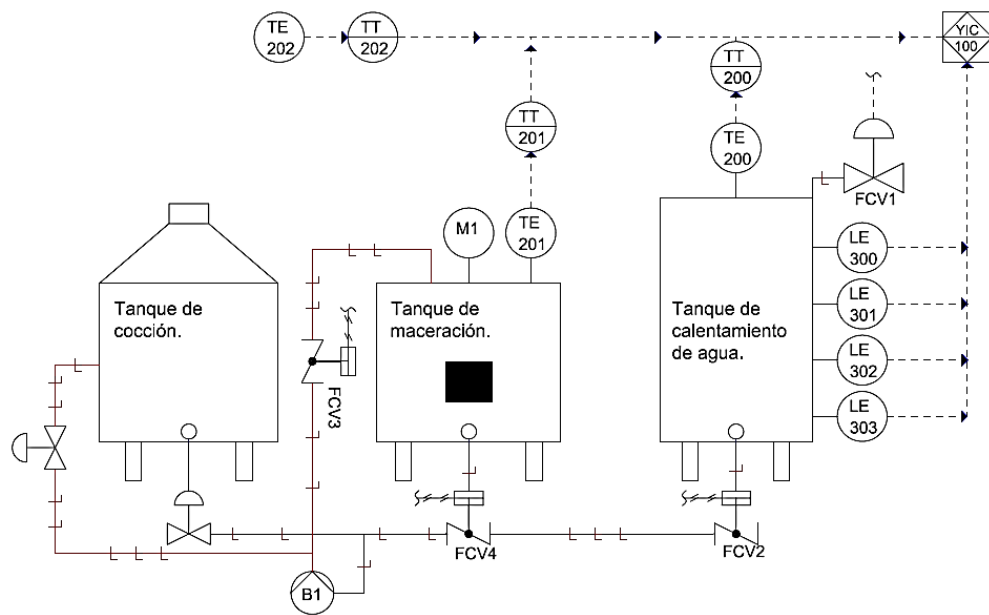 TE
202
TT
202
YIC
100
TT
200
TT
201
TE
200
FCV1
M1
TE
201
LE
300
Tanque de
cocción.
Tanque de
maceración.
Tanque de
calentamiento
de agua.
LE
301
LE
302
FCV3
LE
303
FCV4
FCV2
B1